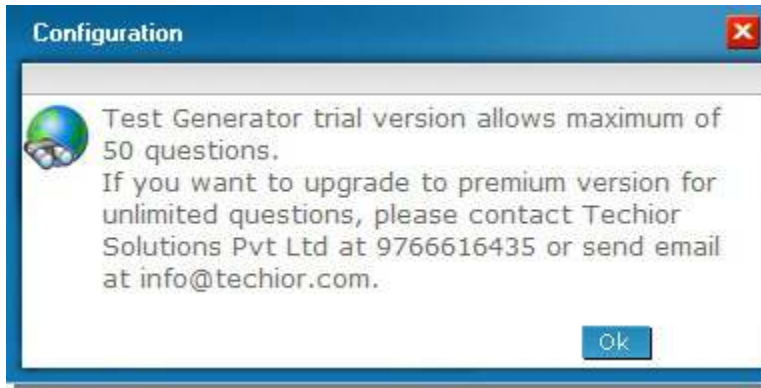 Configuration
Test Generator trial version allows maximum of
50 questions.
If you want to upgrade to premium version for
unlimited questions, please contact Techior
Solutions Pvt Ltd at 9766616435 or send email
at info@techior.com.
Ok